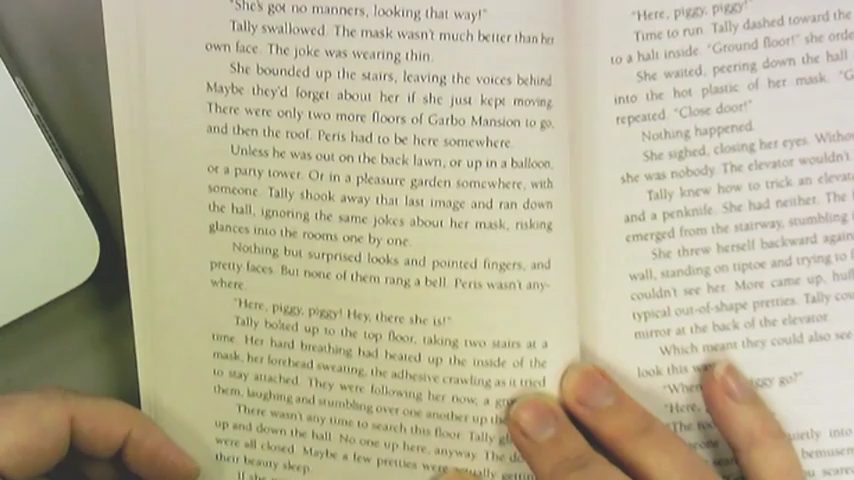 "She's got no manners, looking that way!"
Tally swallowed. The mask wasn't much better than her
own face. The joke was wearing thin.
She bounded up the stairs, leaving the voices behind
Maybe they'd forget about her if she just kept moving
There were only two more floors of Garbo Mansion to go,
and then the roof. Peris had to be here somewhere.
Unless he was out on the back lawn, or up in a balloon,
or a party tower. Or in a pleasure garden somewhere, with
someone. Tally shook away that last image and ran down
the hall, ignoring the same jokes about her mask, risking
glances into the rooms one by one.
Nothing but surprised looks and pointed fingers, and
pretty faces. But none of them rang a bell. Peris wasn't any-
where.
"Here, piggy, piggy! Hey, there she is!"
Tally bolted up to the top floor, taking two stairs at a
time. Her hard breathing had heated up the inside of the
mask, her forehead sweating, the adhesive crawling as it tried
to stay attached. They were following her now, a
them, laughing and stumbling over one another up
There wasn't any time to search this floor. Tally
up and down the hall. No one up here, anyway. The
were all closed. Maybe a few pretties were
their beauty sleep.
If
"Here, piggy, piggy!"
Time to run. Tally dashed toward the
to a halt inside. "Ground floor!" she
She waited, peering down the hall
into the hot plastic of her mask.
repeated. "Close door!"
Nothing happened.
She sighed, closing her eyes.
she was nobody. The elevator wouldn't
Tally knew how to trick an
and a penknife. She had neither. The
emerged from the stairway, stumbling
She threw herself backward
wall, standing on tiptoe and trying to
couldn't see her. More came up,
typical out-of-shape pretties. Tally
mirror at the back of the elevator.
Which meant they could also see
look this
go?"
"Here,
into